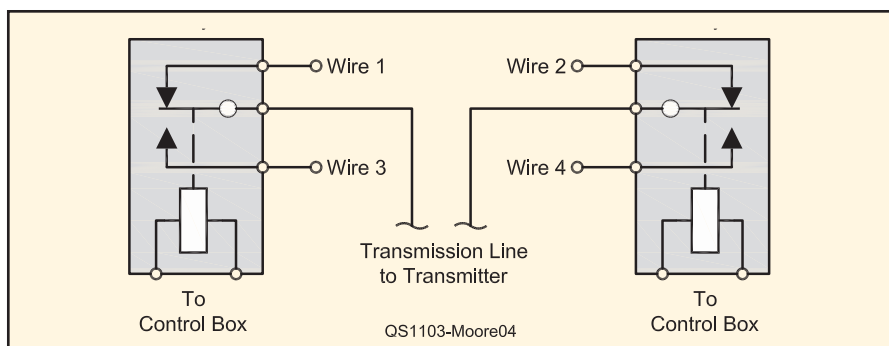 Wire 1
Wire 2
Wire 3
Wire 4
Transmission Line
to Transmitter
To
Control Box
To
Control Box
QS1103-Moore04